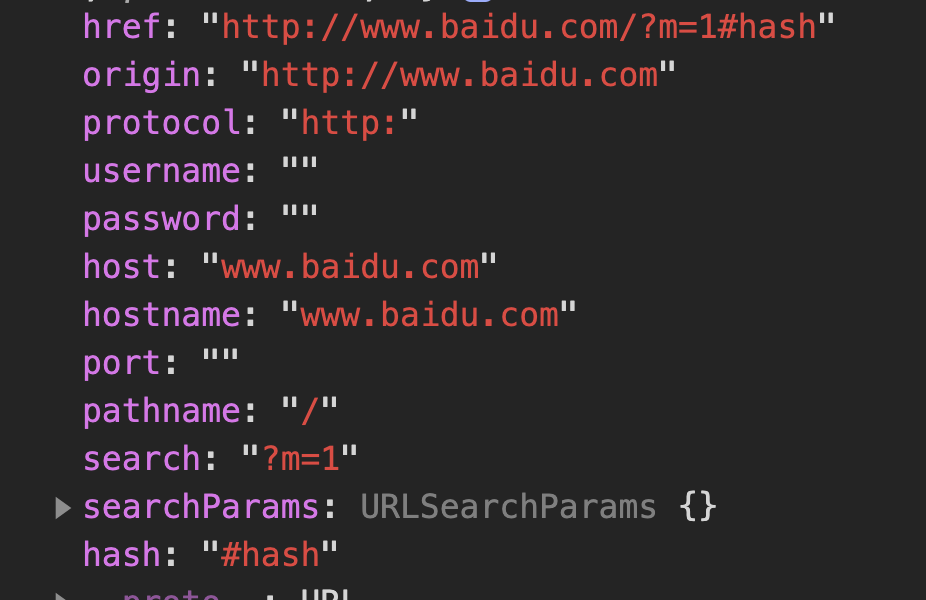 href: "http://www.baidu.com/?m=1#hash"
origin: "http://www.baidu.com"
protocol: "http:"
username: ""
password: ""
host: "www.baidu.com"
hostname: "www.baidu.com"
port: ""
pathname: "/"
search: "?m=1"
searchParams: URLSearchParams {}
hash: "#hash"
__proto__: URL